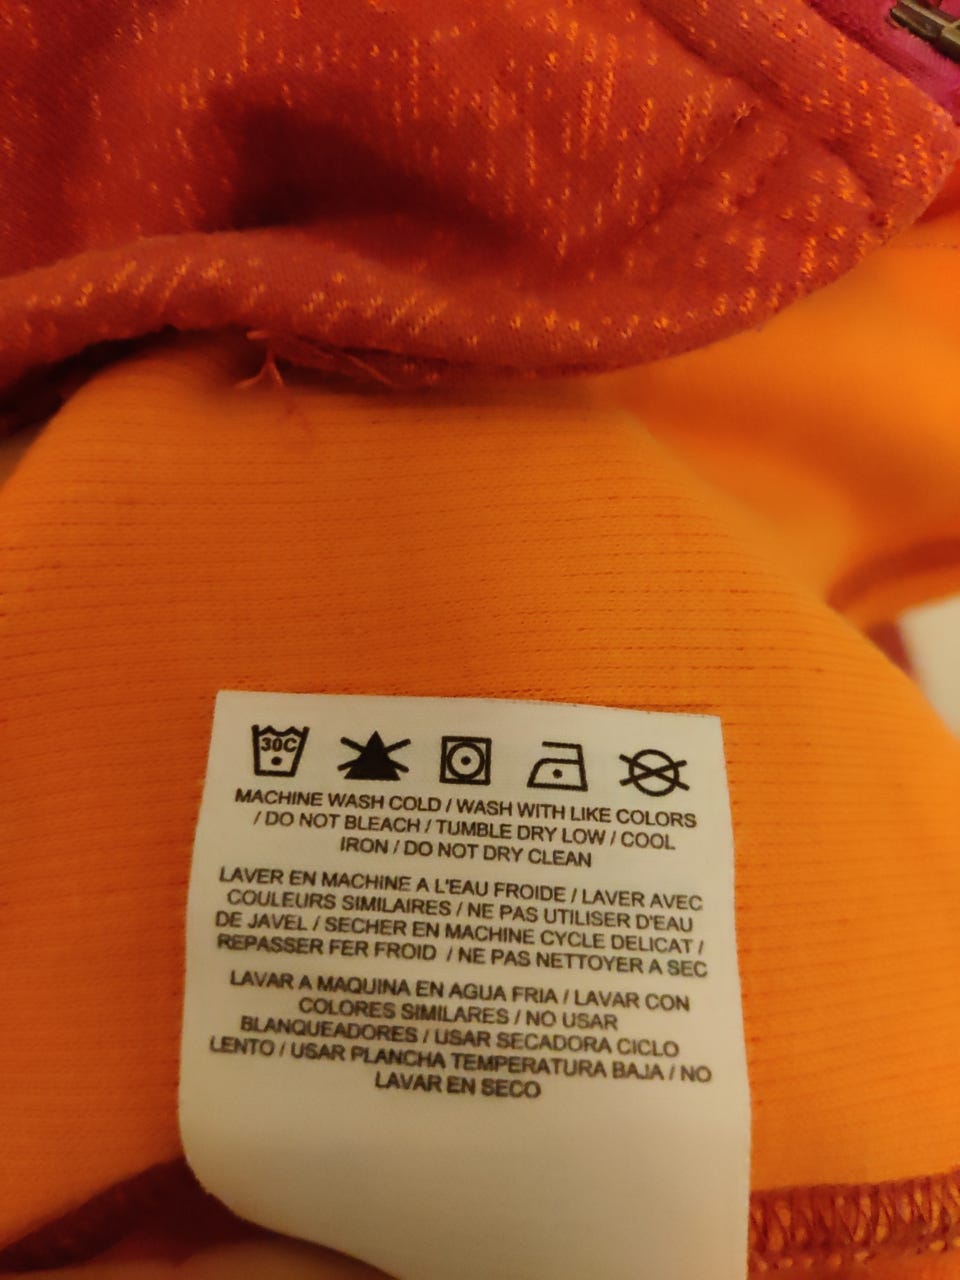 30C
MACHINE WASH COLD / WASH WITH LIKE COLORS
/ DO NOT BLEACH / TUMBLE DRY LOW / COOL
IRON / DO NOT DRY CLEAN
LAVER EN MACHINE A L'EAU FROIDE / LAVER AVEC
COULEURS SIMILAIRES / NE PAS UTILISER D'EAU
DE JAVEL / SECHER EN MACHINE CYCLE DELICAT /
REPASSER FER FROID / NE PAS NETTOYER A SEC
LAVAR A MAQUINA EN AGUA FRIA / LAVAR CON
COLORES SIMILARES / NO USAR
BLANQUEADORES / USAR SECADORA CICLO
LENTO / USAR PLANCHA TEMPERATURA BAJA / NO
LAVAR EN SECO